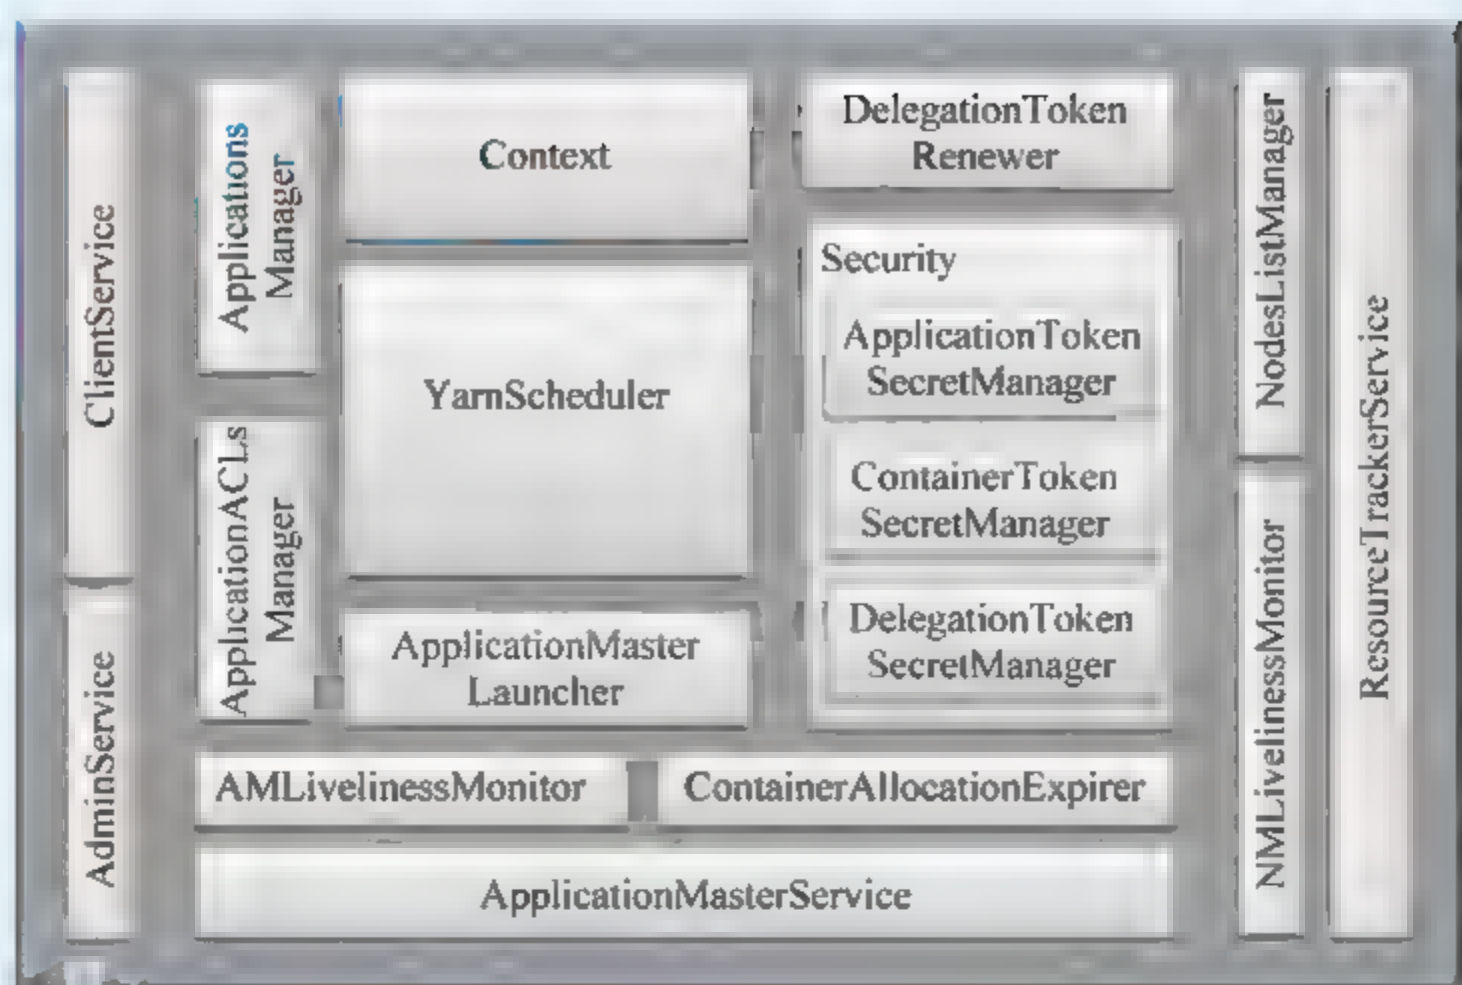 ClientService
AdminService
Applications
Manager
ApplicationACLs
Manager
Context
YarnScheduler
ApplicationMaster
Launcher
DelegationToken
Renewer
Security
ApplicationToken
SecretManager
ContainerToken
SecretManager
DelegationToken
SecretManager
AMLivelinessMonitor
ContainerAllocationExpirer
ApplicationMasterService
NodesListManager
NMLivelinessMonitor
ResourceTrackerService